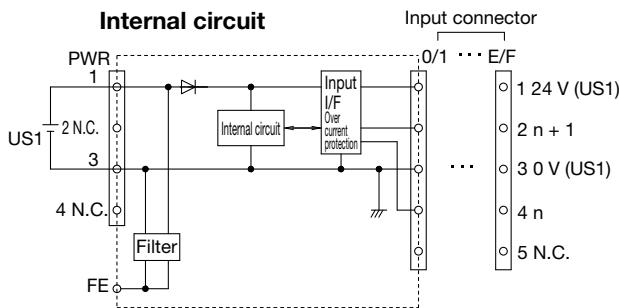 Internal circuit
Input connector
PWR
0/1 ··· E/F
1
Input
I/F
Over
current
protection
1 24 V (US1)
US1
2 N.C.
Internal circuit
2 n + 1
3
···
3 0 V (US1)
4 N.C.
4 n
Filter
5 N.C.
FE